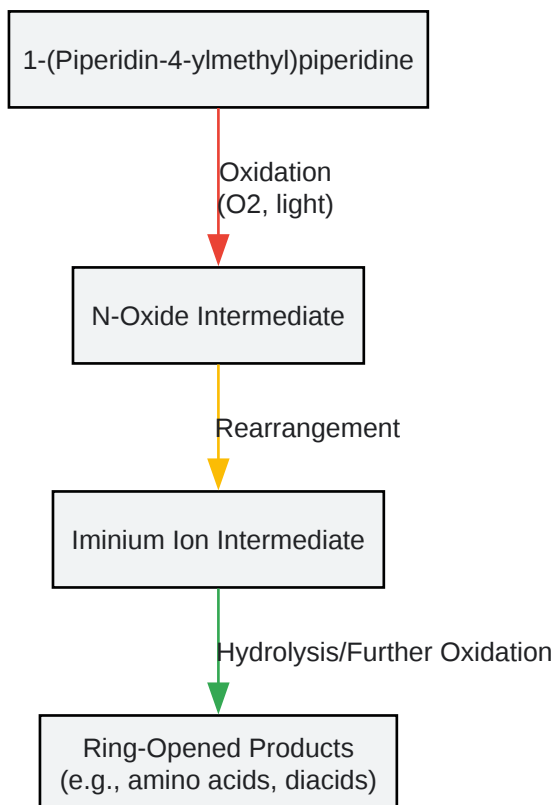 1-(Piperidin-4-ylmethyl)piperidine
Oxidation
(O2, light)
N-Oxide Intermediate
Rearrangement
Iminium Ion Intermediate
Hydrolysis/Further Oxidation
Ring-Opened Products
(e.g., amino acids, diacids)